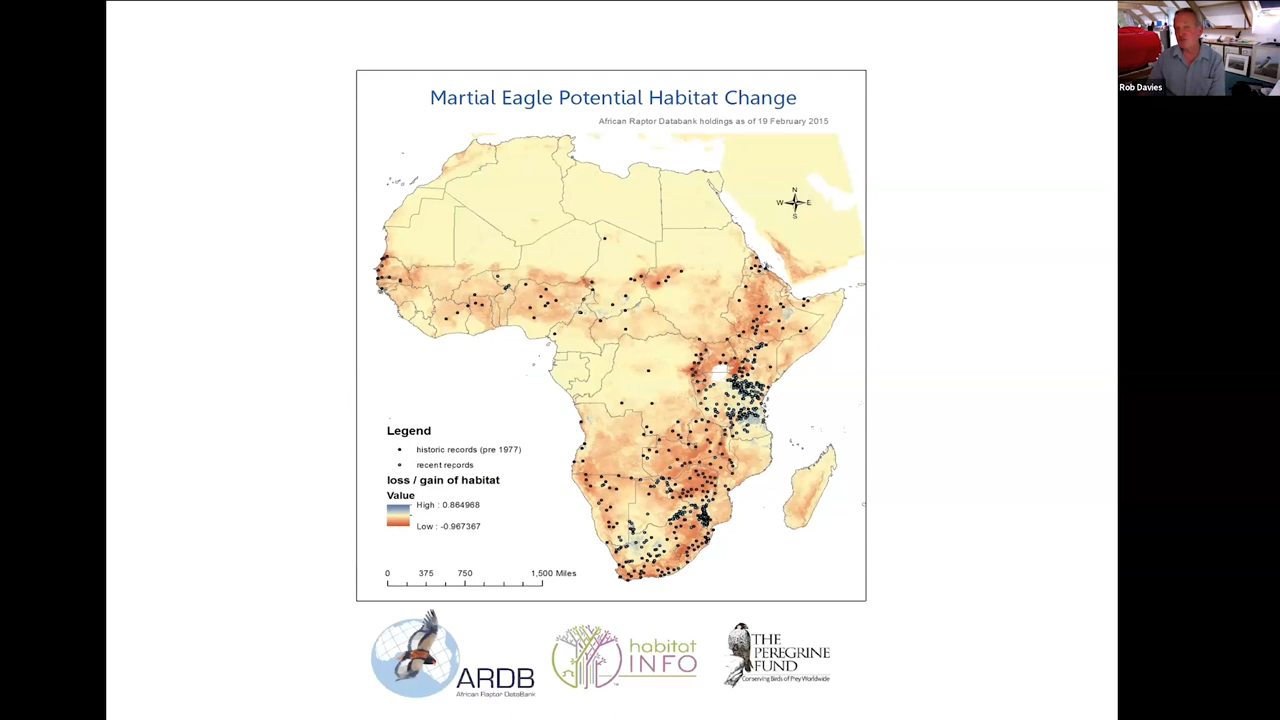 Rob Davies
Martial Eagle Potential Habitat Change
African Raptor Databank holdings as of 19 February 2015
N
W E
S
Legend
historic records (pre 1977)
recent records
loss / gain of habitat
Value
High : 0.864968
Low : -0.967367
0 375 750 1,500 Miles
ARDB
African Raptor DataBank
habitat
INFO
TM
THE
PEREGRINE
FUND
Conserving Birds of Prey Worldwide